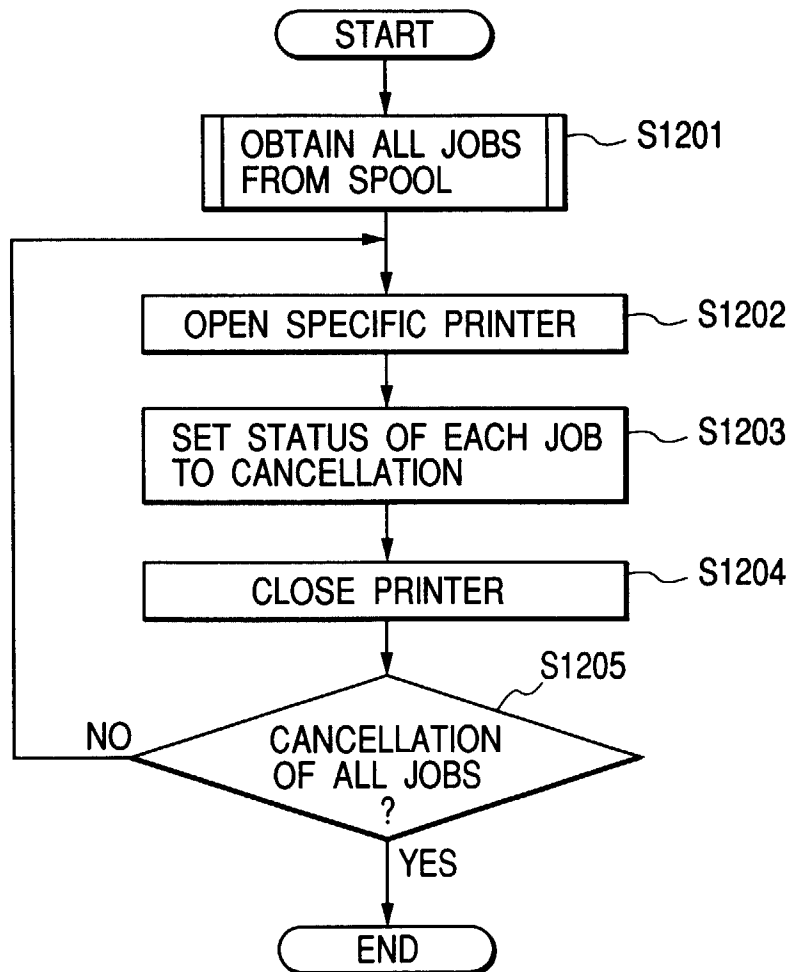 START
OBTAIN ALL JOBS
FROM SPOOL
S1201
OPEN SPECIFIC PRINTER
S1202
SET STATUS OF EACH JOB
TO CANCELLATION
S1203
CLOSE PRINTER
S1204
S1205
CANCELLATION
OF ALL JOBS
?
NO
YES
END